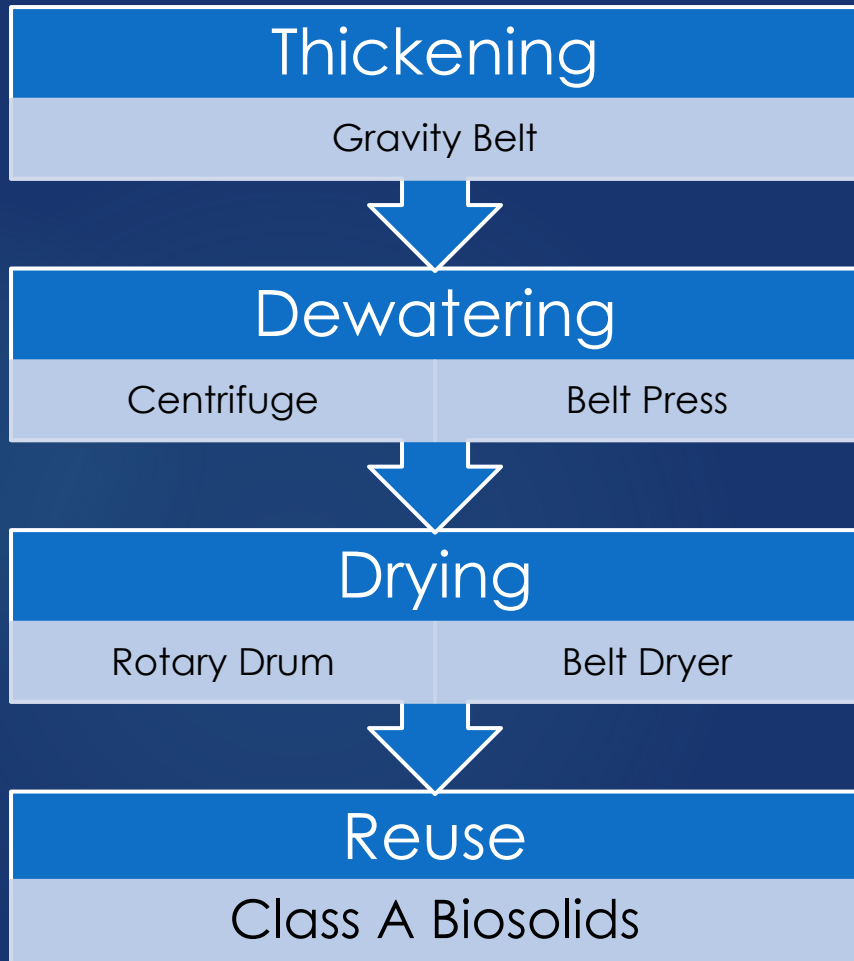 Thickening
Gravity Belt
Dewatering
Centrifuge Belt Press
Drying
Rotary Drum Belt Dryer
Reuse
Class A Biosolids